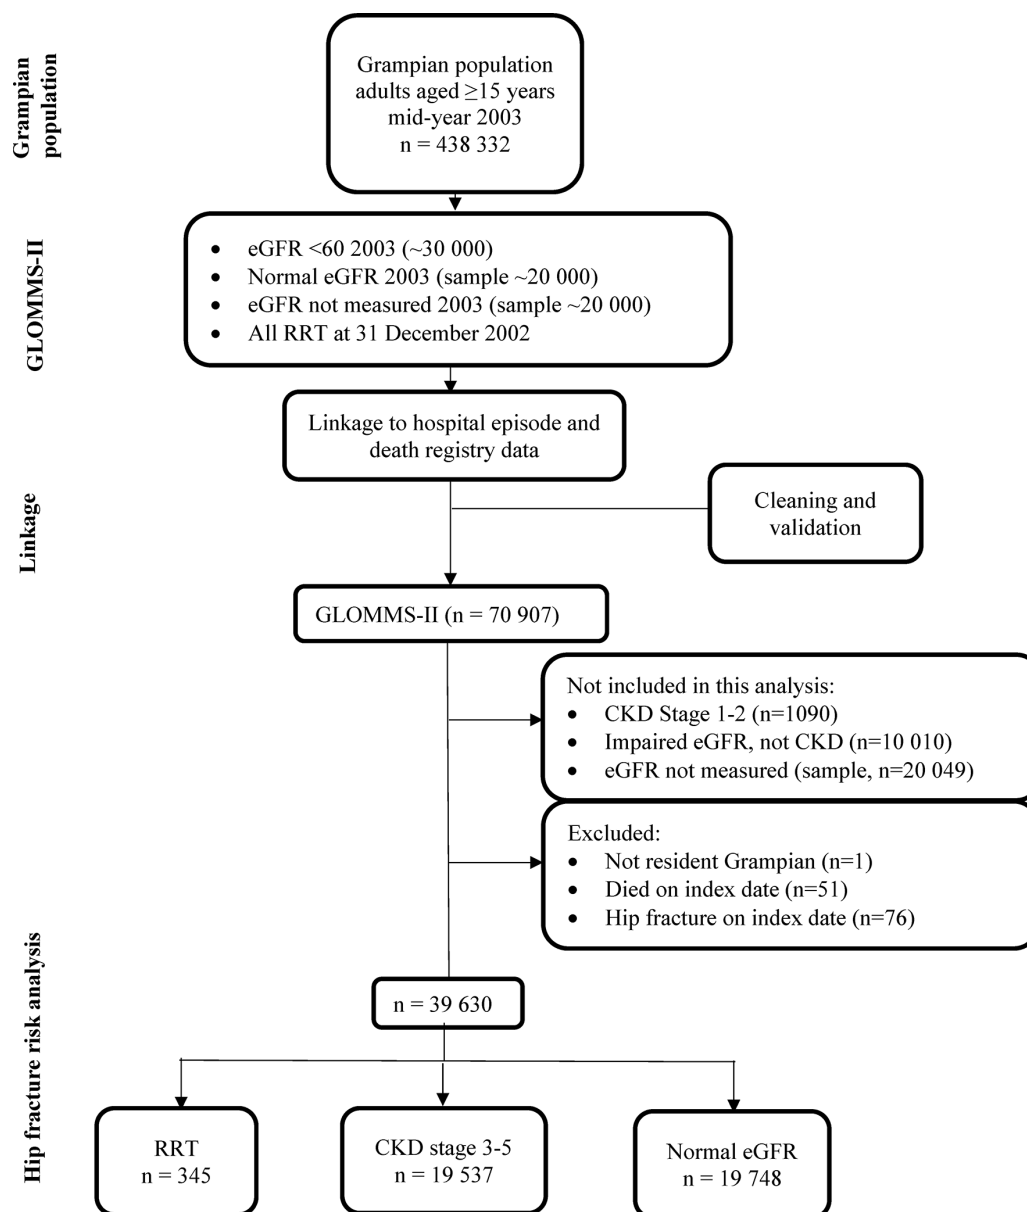 Grampian
population
Grampian population
adults aged ≥15 years
mid-year 2003
n = 438 332
GLOMMS-II
• eGFR <60 2003 (~30 000)
• Normal eGFR 2003 (sample ~20 000)
• eGFR not measured 2003 (sample ~20 000)
• All RRT at 31 December 2002
Linkage
Linkage to hospital episode and
death registry data
Cleaning and
validation
GLOMMS-II (n = 70 907)
Not included in this analysis:
• CKD Stage 1-2 (n=1090)
• Impaired eGFR, not CKD (n=10 010)
• eGFR not measured (sample, n=20 049)
Excluded:
• Not resident Grampian (n=1)
• Died on index date (n=51)
• Hip fracture on index date (n=76)
Hip fracture risk analysis
n = 39 630
RRT
n = 345
CKD stage 3-5
n = 19 537
Normal eGFR
n = 19 748